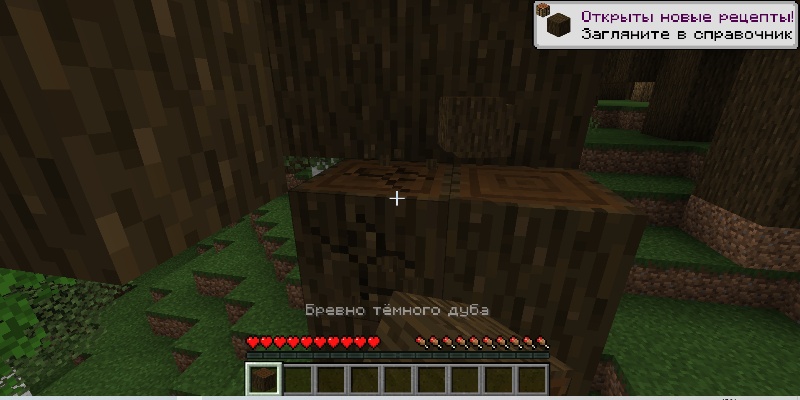 Открыты новые рецепты!
Загляните в справочник
Бревно тёмного дуба